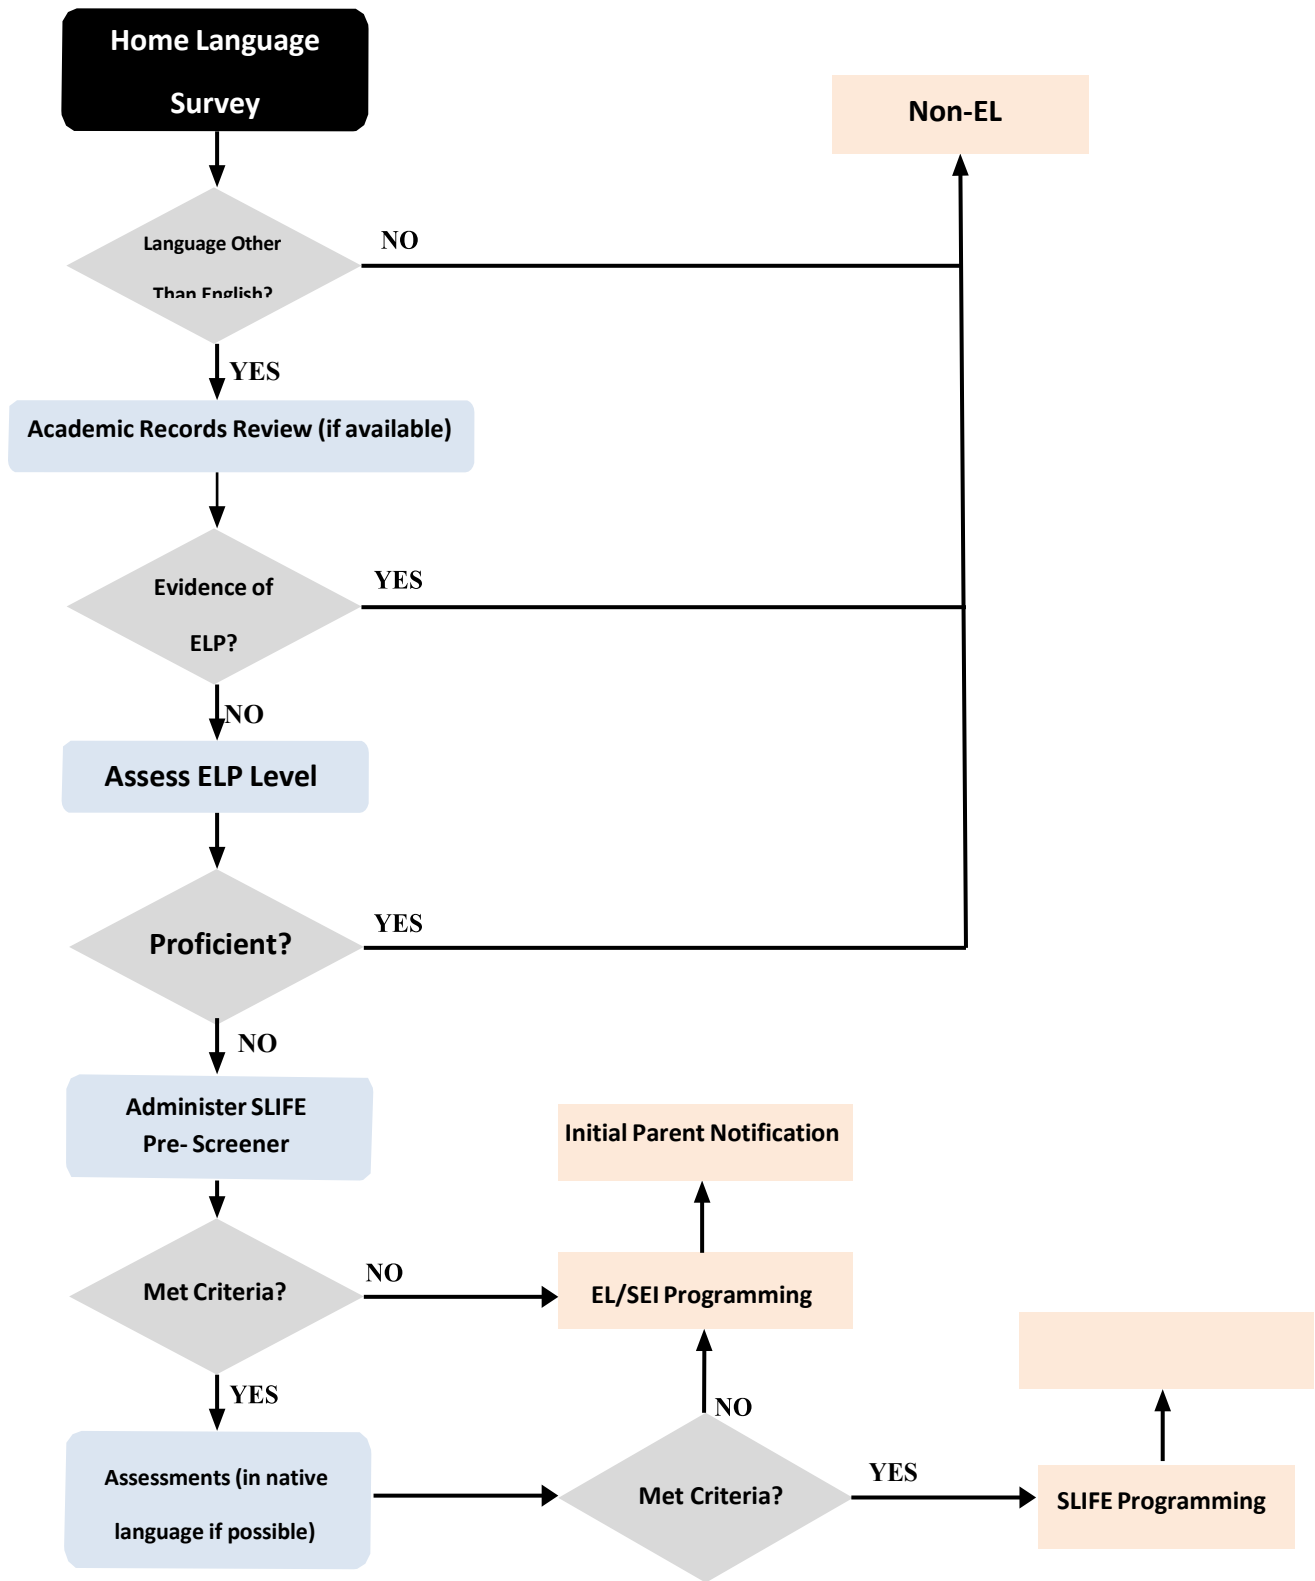 Home Language
Survey
Non-EL
Language Other
Than English?
NO
YES
Academic Records Review (if available)
Evidence of
ELP?
YES
NO
Assess ELP Level
Proficient?
YES
NO
Administer SLIFE
Pre- Screener
Initial Parent Notification
Met Criteria?
NO
EL/SEI Programming
YES
NO
Assessments (in native
language if possible)
Met Criteria?
YES
SLIFE Programming